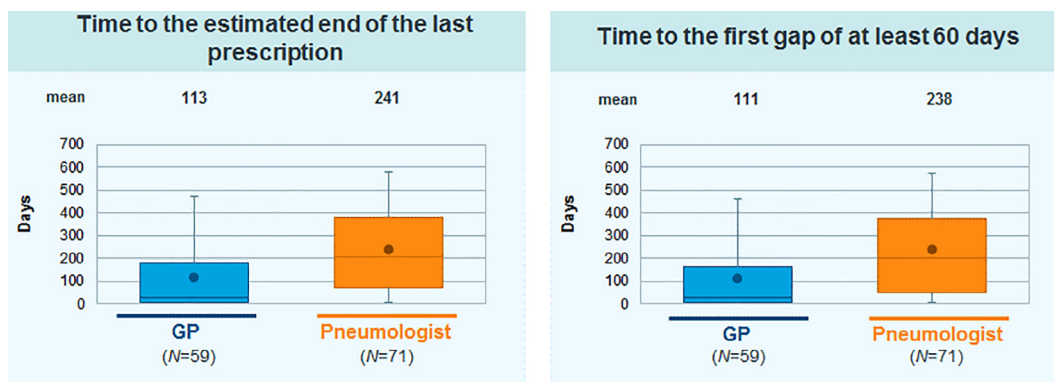 Time to the estimated end of the last
prescription
mean 113 241
700
600
500
400
300
200
100
0
Days
GP Pneumologist
(N=59) (N=71)
Time to the first gap of at least 60 days
mean 111 238
700
600
500
400
300
200
100
0
Days
GP Pneumologist
(N=59) (N=71)